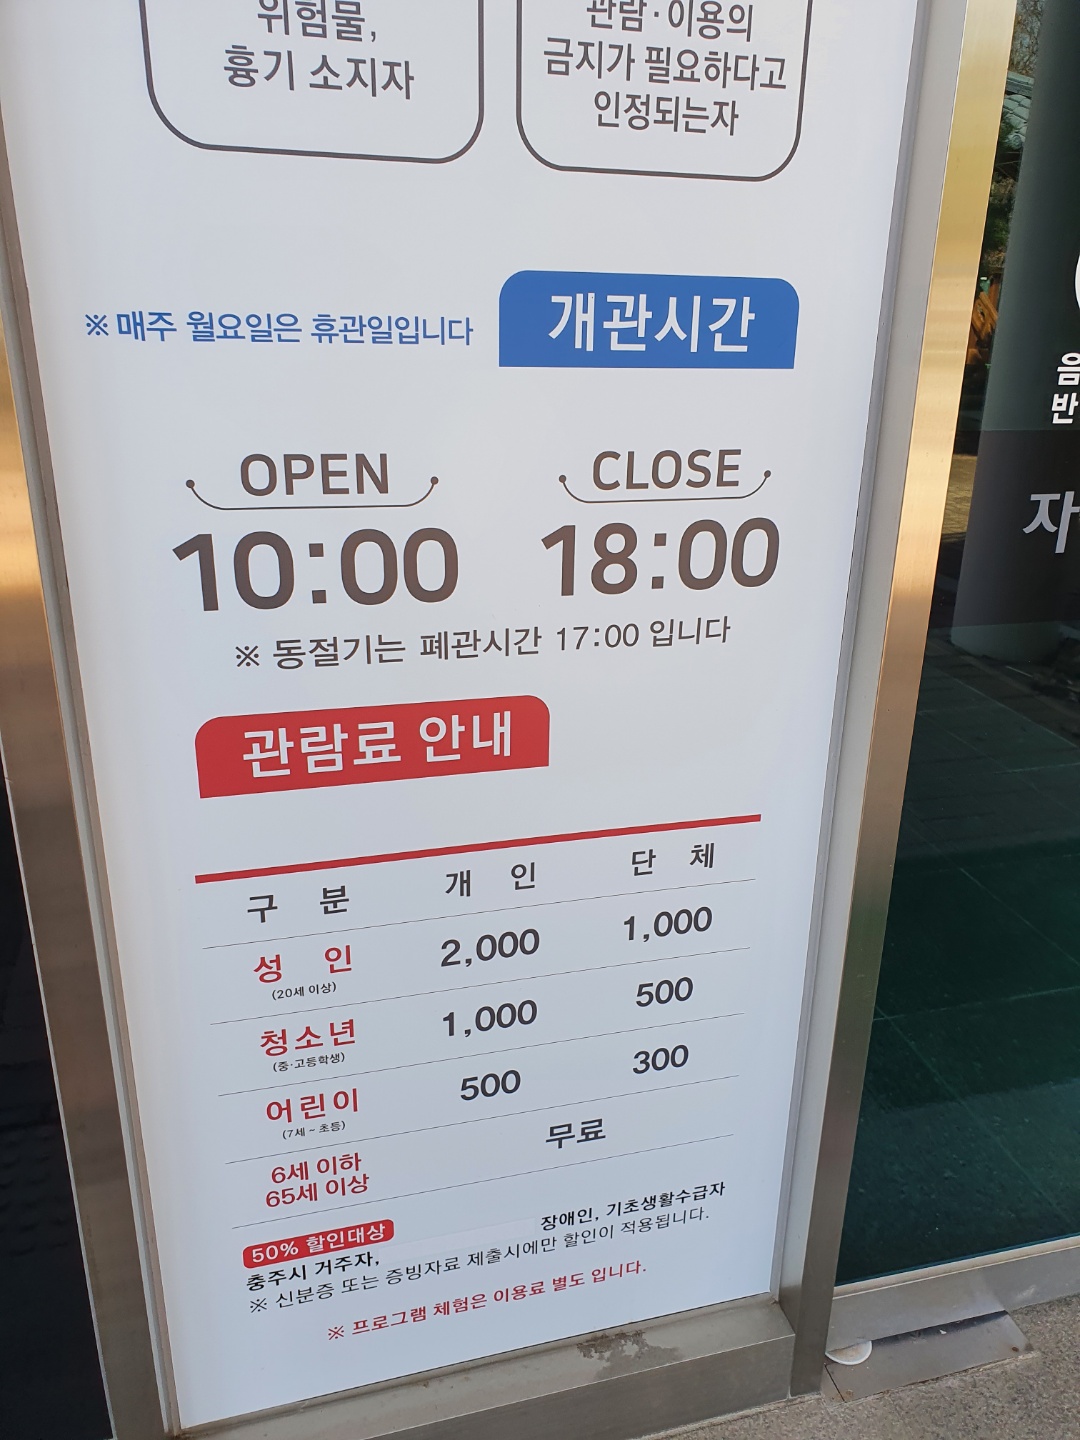 위험물,
흉기 소지자
관람·이용의
금지가 필요하다고
인정되는자
※ 매주 월요일은 휴관일입니다
개관시간
OPEN
CLOSE
10:00
18:00
※ 동절기는 폐관시간 17:00 입니다
관람료 안내
구 분 개 인 단 체
성 인 2,000 1,000
(20세 이상)
청소년 1,000 500
(중·고등학생)
어린이 500 300
(7세 ~ 초등)
6세 이하
65세 이상
무료
50% 할인대상
충주시 거주자, 장애인, 기초생활수급자
※ 신분증 또는 증빙자료 제출시에만 할인이 적용됩니다.
※ 프로그램 체험은 이용료 별도 입니다.
음
반
자